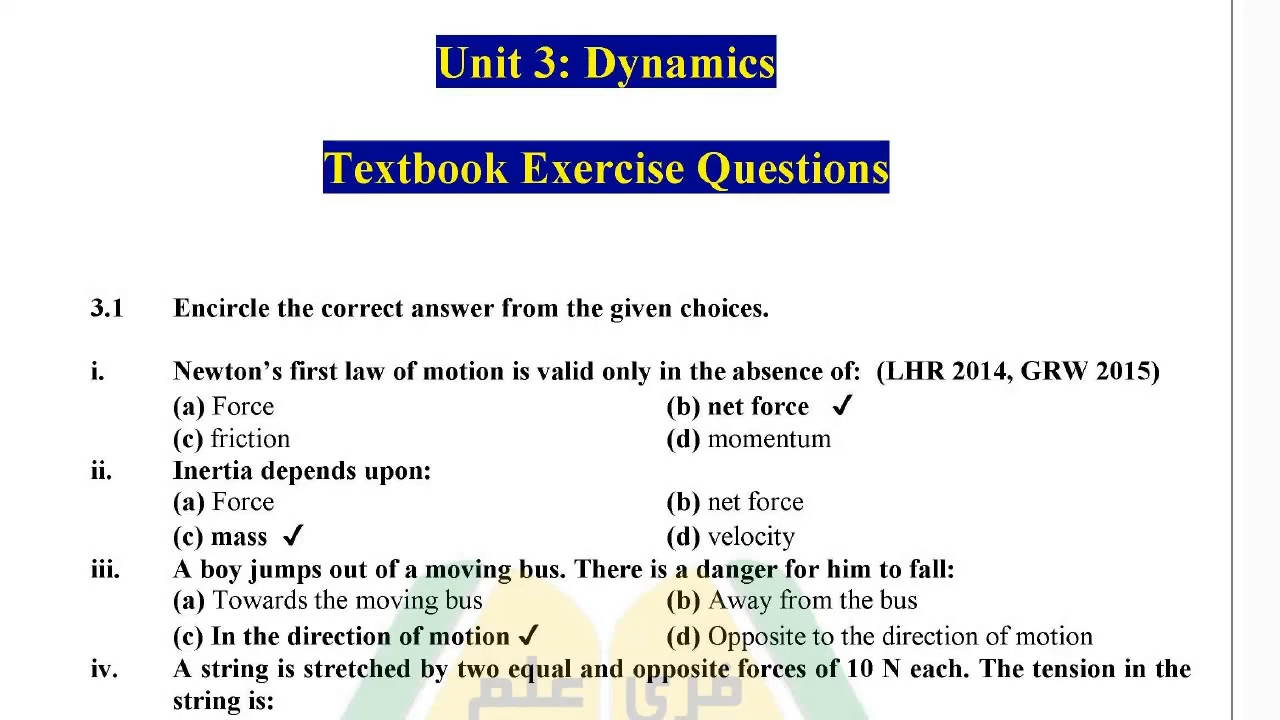 Unit 3: Dynamics
Textbook Exercise Questions
3.1 Encircle the correct answer from the given choices.
i. Newton's first law of motion is valid only in the absence of: (LHR 2014, GRW 2015)
(a) Force (b) net force ✓
(c) friction (d) momentum
ii. Inertia depends upon:
(a) Force (b) net force
(c) mass ✓ (d) velocity
iii. A boy jumps out of a moving bus. There is a danger for him to fall:
(a) Towards the moving bus (b) Away from the bus
(c) In the direction of motion ✓ (d) Opposite to the direction of motion
iv. A string is stretched by two equal and opposite forces of 10 N each. The tension in the
string is: